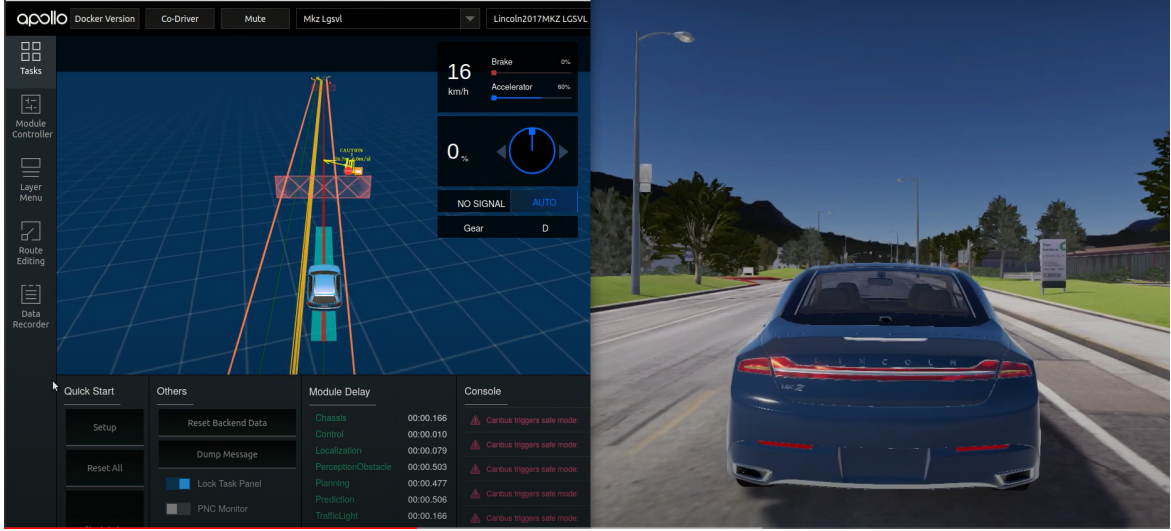 apollo Docker Version Co-Driver Mute Mkz Lgsvl Lincoln2017MKZ LGSVL
Tasks
Module
Controller
Layer
Menu
Route
Editing
Data
Recorder
16
km/h
Brake 0%
Accelerator 60%
0 %
NO SIGNAL AUTO
Gear D
CAUTION
Quick Start
Setup
Reset All
Others
Reset Backend Data
Dump Message
Lock Task Panel
PNC Monitor
Module Delay
Chassis 00:00.166
Control 00:00.010
Localization 00:00.079
PerceptionObstacle 00:00.503
Planning 00:00.477
Prediction 00:00.506
TrafficLight 00:00.166
Console
Canbus triggers safe mode:
Canbus triggers safe mode:
Canbus triggers safe mode:
Canbus triggers safe mode:
Canbus triggers safe mode:
LINCOLN
MKZ